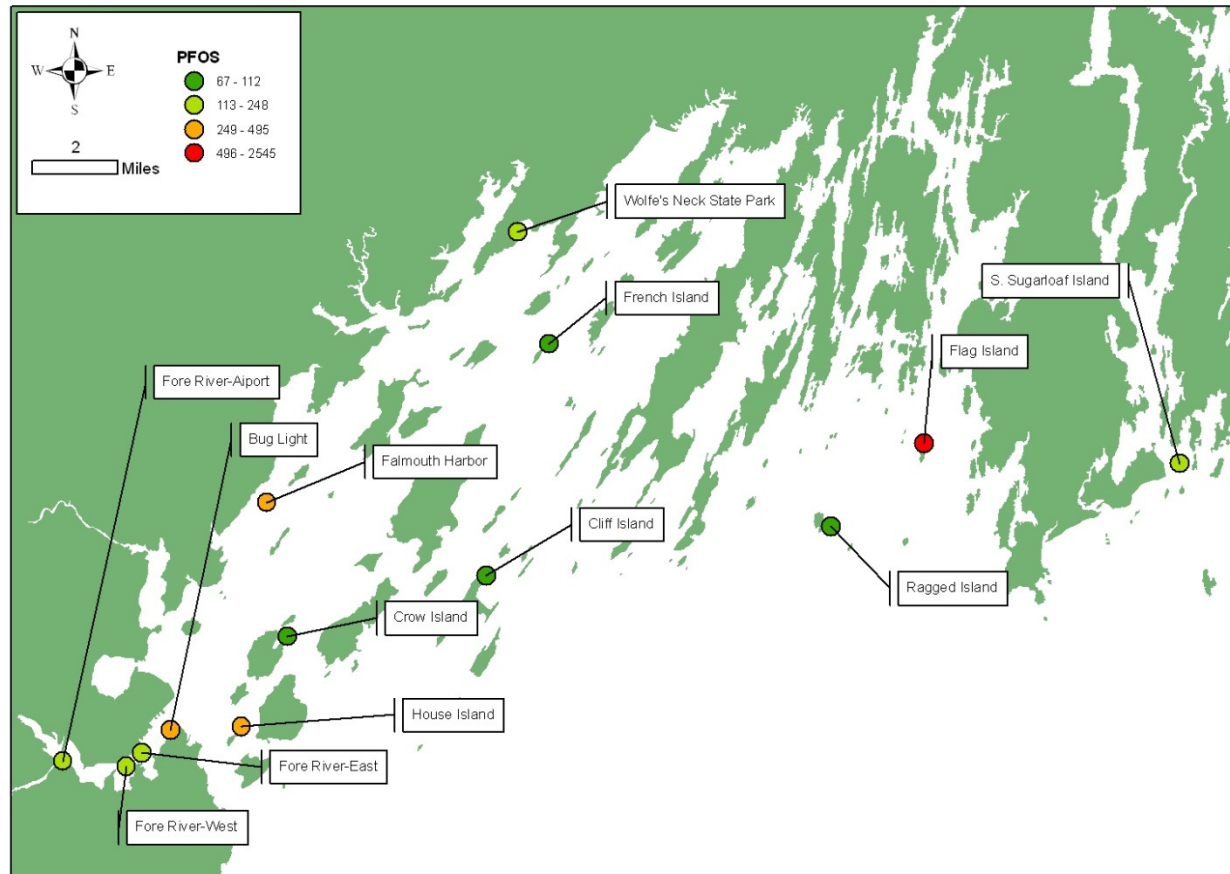 N
W
E
S
2
Miles
PFOS
67 - 112
113 - 248
249 - 495
496 - 2545
Wolfe's Neck State Park
French Island
S. Sugarloaf Island
Flag Island
Fore River-Aiport
Bug Light
Falmouth Harbor
Cliff Island
Ragged Island
Crow Island
House Island
Fore River-East
Fore River-West